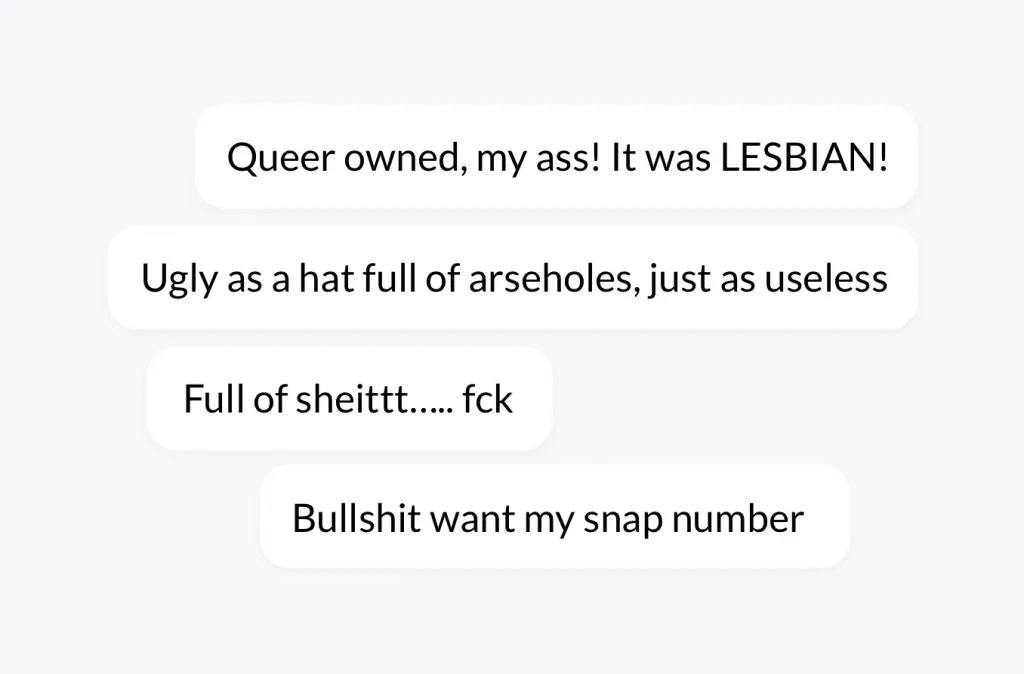 Queer owned, my ass! It was LESBIAN!
Ugly as a hat full of arseholes, just as useless
Full of sheittt..... fck
Bullshit want my snap number